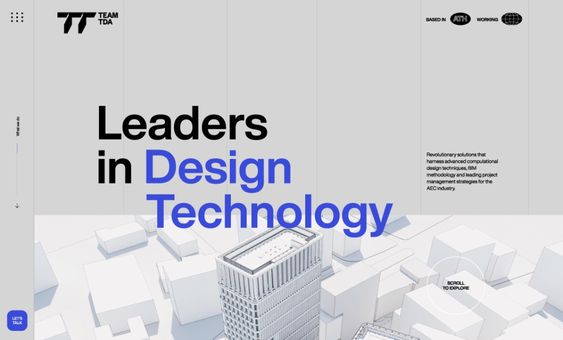 TEAM
TDA
BASED IN ATH WORKING
What we do
Leaders
in Design
Technology
Revolutionary solutions that
harness advanced computational
design techniques, BIM
methodology and leading project
management strategies for the
AEC industry.
SCROLL
TO EXPLORE
LET'S
TALK